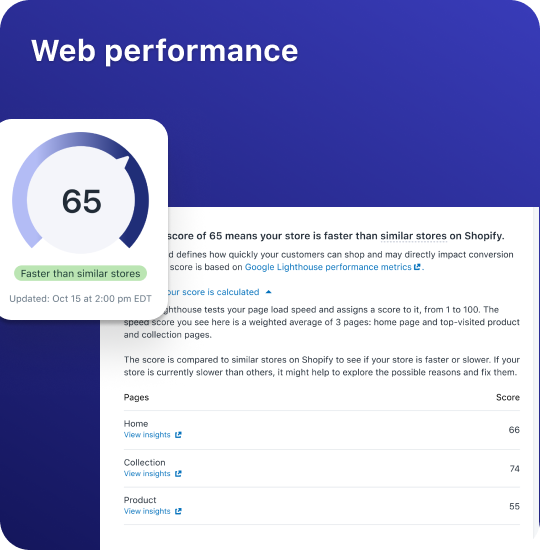 Web performance
65
Faster than similar stores
Updated: Oct 15 at 2:00 pm EDT
score of 65 means your store is faster than similar stores on Shopify.
defines how quickly your customers can shop and may directly impact conversion
score is based on Google Lighthouse performance metrics.
your score is calculated
tests your page load speed and assigns a score to it, from 1 to 100. The
speed score you see here is a weighted average of 3 pages: home page and top-visited product
and collection pages.
The score is compared to similar stores on Shopify to see if your store is faster or slower. If your
store is currently slower than others, it might help to explore the possible reasons and fix them.
Pages Score
Home
View insights
66
Collection
View insights
74
Product
View insights
55